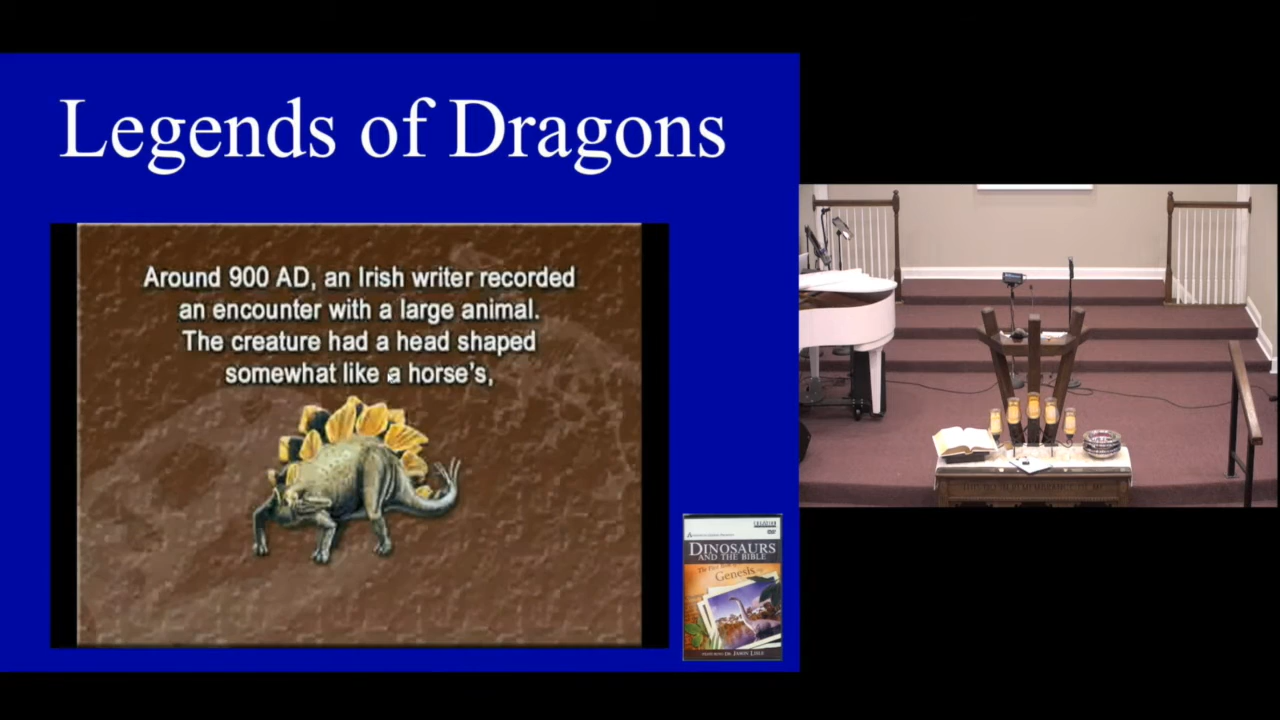 Legends of Dragons
Around 900 AD, an Irish writer recorded
an encounter with a large animal.
The creature had a head shaped
somewhat like a horse's,
DVD
DINOSAURS
AND THE BIBLE
Genesis